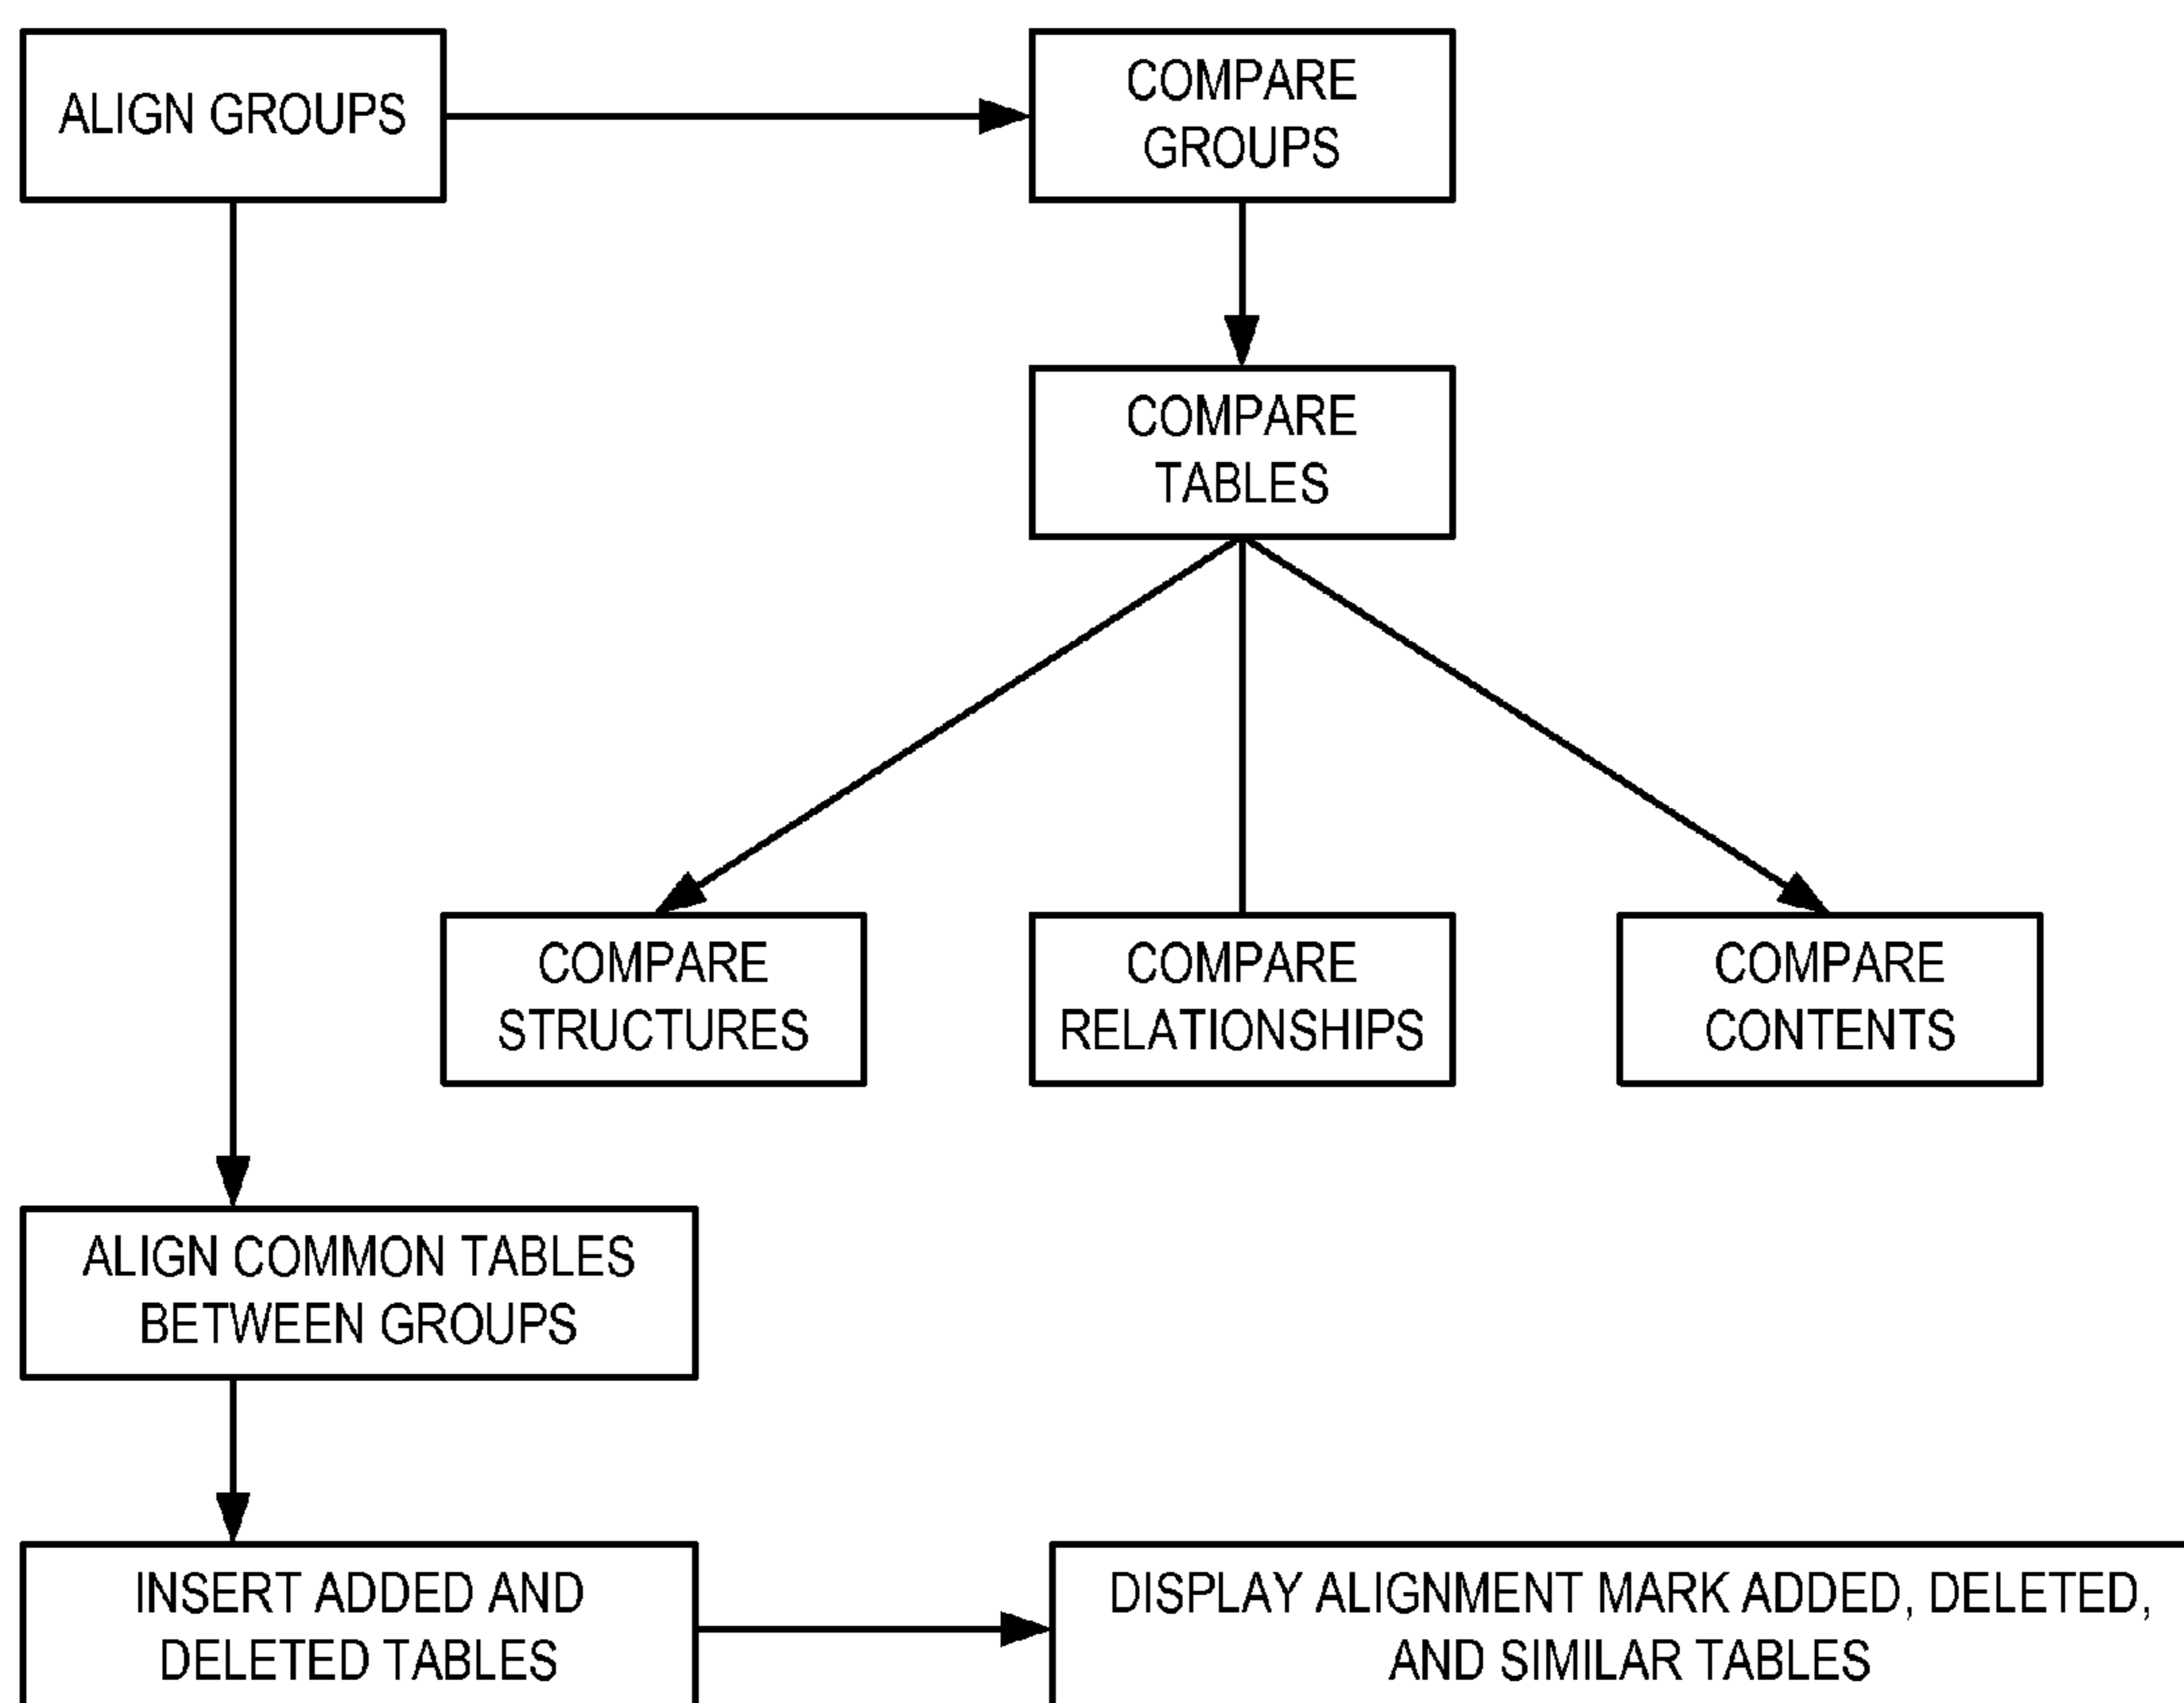 ALIGN GROUPS
COMPARE
GROUPS
COMPARE
TABLES
COMPARE
STRUCTURES
COMPARE
RELATIONSHIPS
COMPARE
CONTENTS
ALIGN COMMON TABLES
BETWEEN GROUPS
INSERT ADDED AND
DELETED TABLES
DISPLAY ALIGNMENT MARK ADDED, DELETED,
AND SIMILAR TABLES